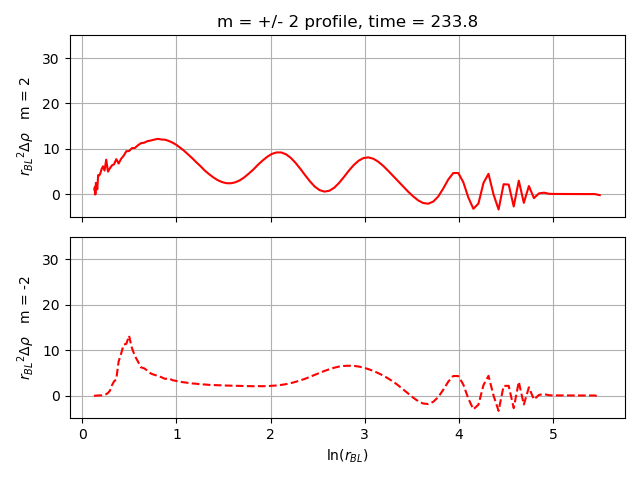 m = +/- 2 profile, time = 233.8
r_BL²Δρ   m = 2
30
20
10
0
r_BL²Δρ   m = -2
30
20
10
0
0 1 2 3 4 5
ln(r_BL)